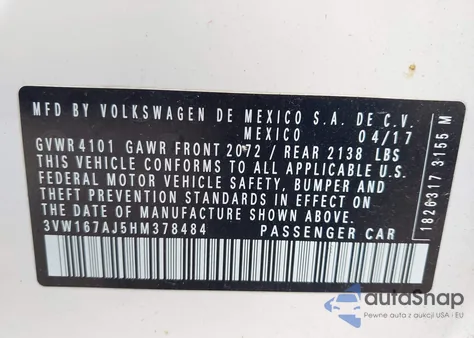 MFD BY VOLKSWAGEN DE MEXICO S.A. DE C.V.
MEXICO 04/17
GVWR 4101 GAWR FRONT 2072 / REAR 2138 LBS
THIS VEHICLE CONFORMS TO ALL APPLICABLE U.S.
FEDERAL MOTOR VEHICLE SAFETY, BUMPER AND
THEFT PREVENTION STANDARDS IN EFFECT ON THE
DATE OF MANUFACTURE SHOWN ABOVE
3VW167AJ5HM378484 PASSENGER CAR
1820317 3155 M
autoSnap
Pewne auta z aukcji USA i EU